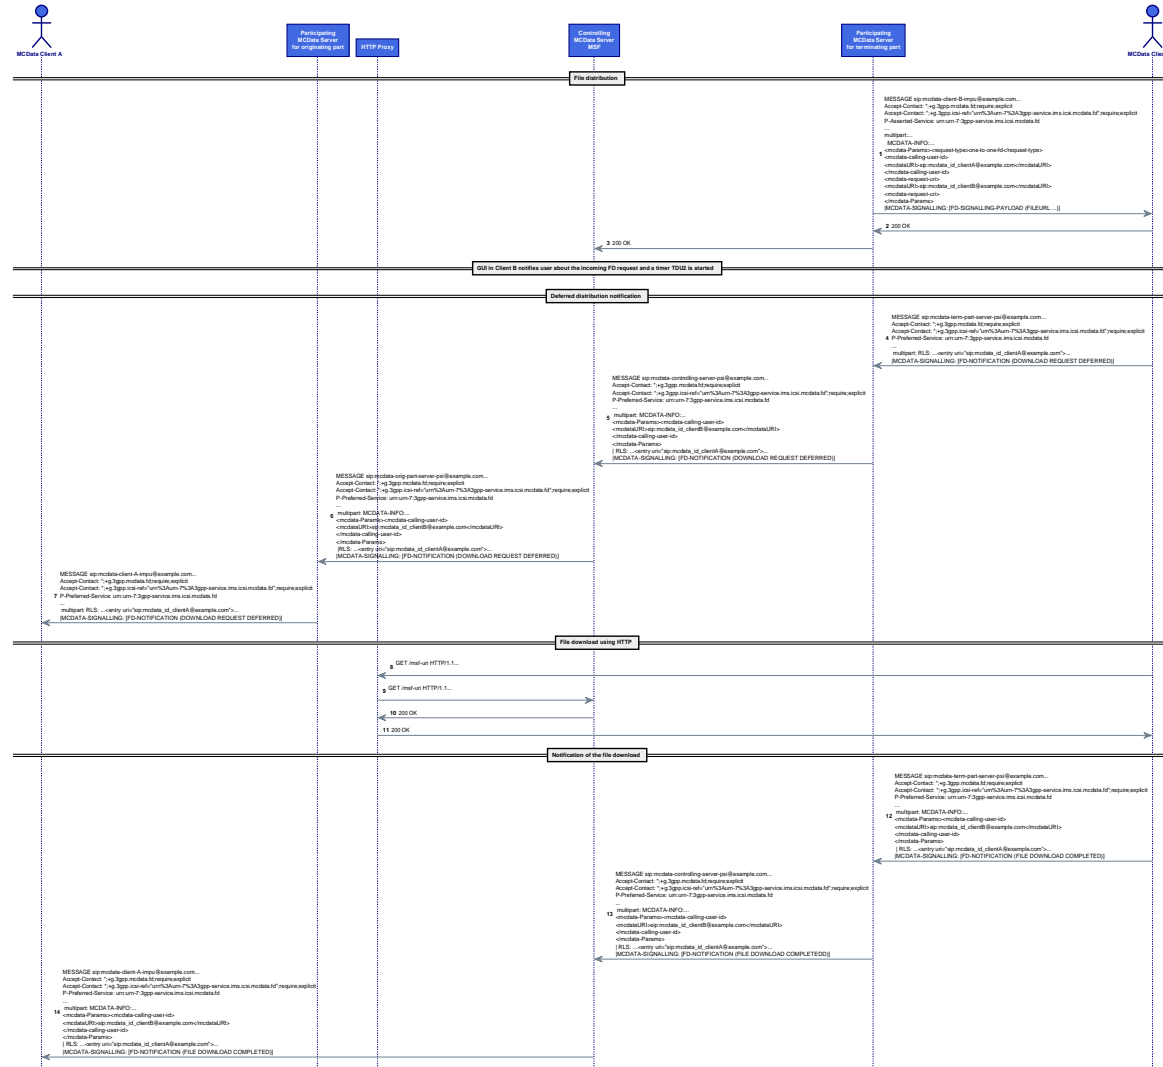 MCData Client A
Participating
MCData Server
for originating part
HTTP Proxy
Controlling
MCData Server
MSF
Participating
MCData Server
for terminating part
MCData Clie
File distribution
MESSAGE sip:mcdata-client-B-impu@example.com...
Accept-Contact: *;+g.3gpp.mcdata.fd;require;explicit
Accept-Contact: *;+g.3gpp.icsi-ref="urn%3Aurn-7%3A3gpp-service.ims.icsi.mcdata.fd";require;explicit
P-Asserted-Service: urn:urn-7:3gpp-service.ims.icsi.mcdata.fd
...
multipart:...
MCDATA-INFO:...
1 <mcdata-Params><request-type>one-to-one-fd</request-type>
<mcdata-calling-user-id>
<mcdataURI>sip:mcdata_id_clientA@example.com</mcdataURI>
</mcdata-calling-user-id>
<mcdata-request-uri>
<mcdataURI>sip:mcdata_id_clientB@example.com</mcdataURI>
<mcdata-request-uri>
</mcdata-Params>
|MCDATA-SIGNALLING: [FD-SIGNALLING-PAYLOAD (FILEURL ...)]
2 200 OK
3 200 OK
GUI in Client B notifies user about the incoming FD request and a timer TDU2 is started
Deferred distribution notification
MESSAGE sip:mcdata-term-part-server-psi@example.com...
Accept-Contact: *;+g.3gpp.mcdata.fd;require;explicit
Accept-Contact: *;+g.3gpp.icsi-ref="urn%3Aurn-7%3A3gpp-service.ims.icsi.mcdata.fd";require;explicit
4 P-Preferred-Service: urn:urn-7:3gpp-service.ims.icsi.mcdata.fd
...
multipart: RLS: ...<entry uri="sip:mcdata_id_clientA@example.com">...
|MCDATA-SIGNALLING: [FD-NOTIFICATION (DOWNLOAD REQUEST DEFERRED)]
MESSAGE sip:mcdata-controlling-server-psi@example.com...
Accept-Contact: *;+g.3gpp.mcdata.fd;require;explicit
Accept-Contact: *;+g.3gpp.icsi-ref="urn%3Aurn-7%3A3gpp-service.ims.icsi.mcdata.fd";require;explicit
P-Preferred-Service: urn:urn-7:3gpp-service.ims.icsi.mcdata.fd
...
5 multipart: MCDATA-INFO:...
<mcdata-Params><mcdata-calling-user-id>
<mcdataURI>sip:mcdata_id_clientB@example.com</mcdataURI>
</mcdata-calling-user-id>
</mcdata-Params>
| RLS: ...<entry uri="sip:mcdata_id_clientA@example.com">...
|MCDATA-SIGNALLING: [FD-NOTIFICATION (DOWNLOAD REQUEST DEFERRED)]
MESSAGE sip:mcdata-orig-part-server-psi@example.com...
Accept-Contact: *;+g.3gpp.mcdata.fd;require;explicit
Accept-Contact: *;+g.3gpp.icsi-ref="urn%3Aurn-7%3A3gpp-service.ims.icsi.mcdata.fd";require;explicit
P-Preferred-Service: urn:urn-7:3gpp-service.ims.icsi.mcdata.fd
...
6 multipart: MCDATA-INFO:...
<mcdata-Params><mcdata-calling-user-id>
<mcdataURI>sip:mcdata_id_clientB@example.com</mcdataURI>
</mcdata-calling-user-id>
</mcdata-Params>
|RLS: ...<entry uri="sip:mcdata_id_clientA@example.com">...
|MCDATA-SIGNALLING: [FD-NOTIFICATION (DOWNLOAD REQUEST DEFERRED)]
MESSAGE sip:mcdata-client-A-impu@example.com...
Accept-Contact: *;+g.3gpp.mcdata.fd;require;explicit
Accept-Contact: *;+g.3gpp.icsi-ref="urn%3Aurn-7%3A3gpp-service.ims.icsi.mcdata.fd";require;explicit
7 P-Preferred-Service: urn:urn-7:3gpp-service.ims.icsi.mcdata.fd
...
multipart: RLS: ...<entry uri="sip:mcdata_id_clientA@example.com">...
|MCDATA-SIGNALLING: [FD-NOTIFICATION (DOWNLOAD REQUEST DEFERRED)]
File download using HTTP
8 GET /msf-uri HTTP/1.1...
9 GET /msf-uri HTTP/1.1...
10 200 OK
11 200 OK
Notification of the file download
MESSAGE sip:mcdata-term-part-server-psi@example.com...
Accept-Contact: *;+g.3gpp.mcdata.fd;require;explicit
Accept-Contact: *;+g.3gpp.icsi-ref="urn%3Aurn-7%3A3gpp-service.ims.icsi.mcdata.fd";require;explicit
P-Preferred-Service: urn:urn-7:3gpp-service.ims.icsi.mcdata.fd
...
12 multipart: MCDATA-INFO:...
<mcdata-Params><mcdata-calling-user-id>
<mcdataURI>sip:mcdata_id_clientB@example.com</mcdataURI>
</mcdata-calling-user-id>
</mcdata-Params>
| RLS: ...<entry uri="sip:mcdata_id_clientA@example.com">...
|MCDATA-SIGNALLING: [FD-NOTIFICATION (FILE DOWNLOAD COMPLETED)]
MESSAGE sip:mcdata-controlling-server-psi@example.com...
Accept-Contact: *;+g.3gpp.mcdata.fd;require;explicit
Accept-Contact: *;+g.3gpp.icsi-ref="urn%3Aurn-7%3A3gpp-service.ims.icsi.mcdata.fd";require;explicit
P-Preferred-Service: urn:urn-7:3gpp-service.ims.icsi.mcdata.fd
...
13 multipart: MCDATA-INFO:...
<mcdata-Params><mcdata-calling-user-id>
<mcdataURI>sip:mcdata_id_clientB@example.com</mcdataURI>
</mcdata-calling-user-id>
</mcdata-Params>
| RLS: ...<entry uri="sip:mcdata_id_clientA@example.com">...
|MCDATA-SIGNALLING: [FD-NOTIFICATION (FILE DOWNLOAD COMPLETEDD)]
MESSAGE sip:mcdata-client-A-impu@example.com...
Accept-Contact: *;+g.3gpp.mcdata.fd;require;explicit
Accept-Contact: *;+g.3gpp.icsi-ref="urn%3Aurn-7%3A3gpp-service.ims.icsi.mcdata.fd";require;explicit
P-Preferred-Service: urn:urn-7:3gpp-service.ims.icsi.mcdata.fd
...
14 multipart: MCDATA-INFO:...
<mcdata-Params><mcdata-calling-user-id>
<mcdataURI>sip:mcdata_id_clientB@example.com</mcdataURI>
</mcdata-calling-user-id>
</mcdata-Params>
| RLS: ...<entry uri="sip:mcdata_id_clientA@example.com">...
|MCDATA-SIGNALLING: [FD-NOTIFICATION (FILE DOWNLOAD COMPLETED)]